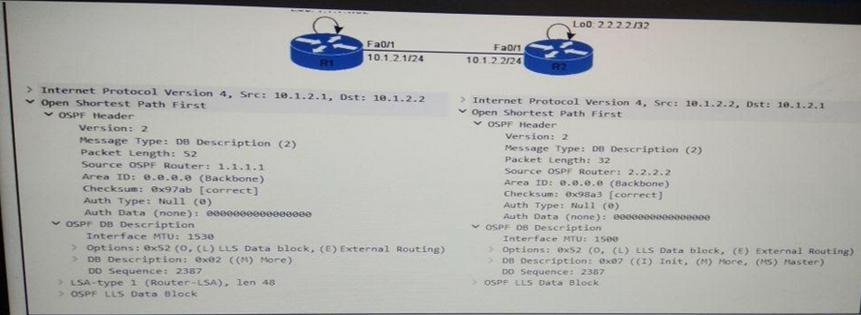 Lo0: 2.2.2.2/32
Fa0/1
Fa0/1
R1
10.1.2.1/24
10.1.2.2/24
R2
> Internet Protocol Version 4, Src: 10.1.2.1, Dst: 10.1.2.2
Open Shortest Path First
OSPF Header
Version: 2
Message Type: DB Description (2)
Packet Length: 52
Source OSPF Router: 1.1.1.1
Area ID: 0.0.0.0 (Backbone)
Checksum: 0x97ab [correct]
Auth Type: Null (0)
Auth Data (none): 0000000000000000
OSPF DB Description
Interface MTU: 1530
> Options: 0x52 (O, (L) LLS Data block, (E) External Routing)
> DB Description: 0x02 ((M) More)
DD Sequence: 2387
> LSA-type 1 (Router-LSA), len 48
> OSPF LLS Data Block
> Internet Protocol Version 4, Src: 10.1.2.2, Dst: 10.1.2.1
Open Shortest Path First
OSPF Header
Version: 2
Message Type: DB Description (2)
Packet Length: 32
Source OSPF Router: 2.2.2.2
Area ID: 0.0.0.0 (Backbone)
Checksum: 0x98a3 [correct]
Auth Type: Null (0)
Auth Data (none): 0000000000000000
OSPF DB Description
Interface MTU: 1500
> Options: 0x52 (O, (L) LLS Data block, (E) External Routing)
> DB Description: 0x07 ((I) Init, (M) More, (MS) Master)
DD Sequence: 2387
> OSPF LLS Data Block